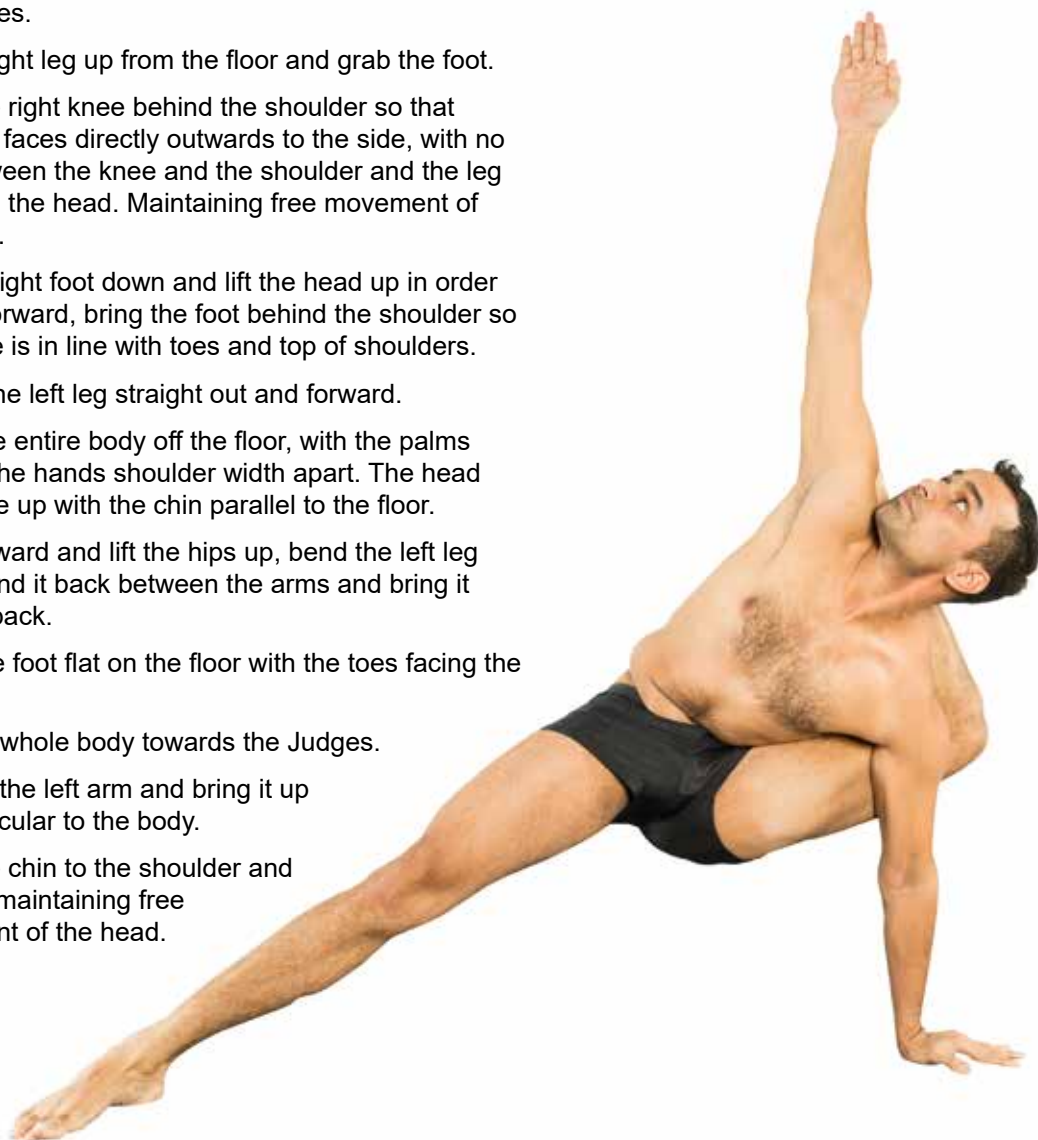 es.
ght leg up from the floor and grab the foot.
right knee behind the shoulder so that
faces directly outwards to the side, with no
ween the knee and the shoulder and the leg
the head. Maintaining free movement of
.
ight foot down and lift the head up in order
orward, bring the foot behind the shoulder so
e is in line with toes and top of shoulders.
he left leg straight out and forward.
e entire body off the floor, with the palms
he hands shoulder width apart. The head
e up with the chin parallel to the floor.
ward and lift the hips up, bend the left leg
nd it back between the arms and bring it
back.
e foot flat on the floor with the toes facing the
whole body towards the Judges.
the left arm and bring it up
cular to the body.
chin to the shoulder and
maintaining free
nt of the head.